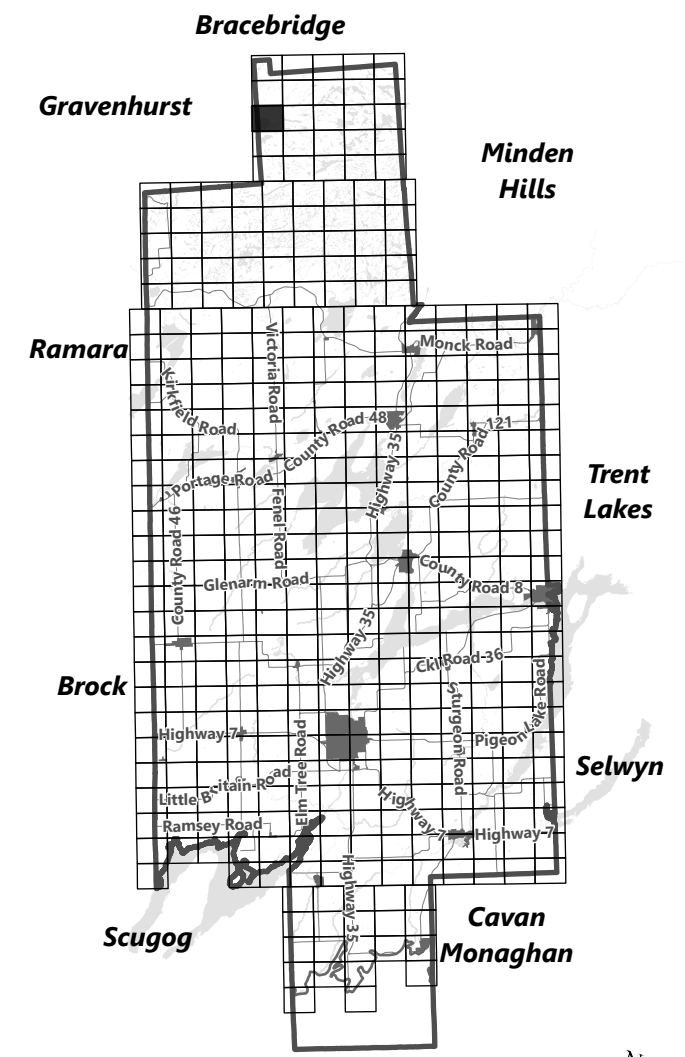 Bracebridge
Gravenhurst
Minden
Hills
Ramara
Monck Road
Victoria Road
Kirkfield Road
County Road 48
County Road 121
Highway 35
Portage Road
Trent
Lakes
County Road 46
Fenel Road
Glenarm Road
County Road 8
Highway 35
Ckl Road 36
Brock
Sturgeon Road
Pigeon Lake Road
Highway 7
Elm Tree Road
Selwyn
Little Britain Road
Highway 7
Ramsey Road
Highway 7
Highway 35
Scugog
Cavan
Monaghan
N